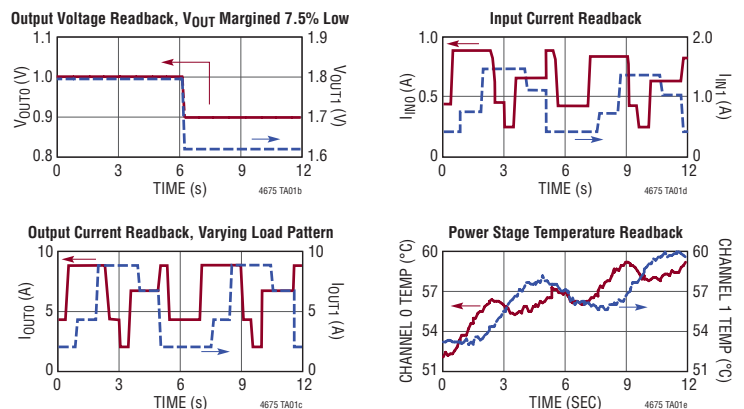 Output Voltage Readback, VOUT Margined 7.5% Low
1.1
1.0
0.9
0.8
VOUT0 (V)
1.9
1.8
1.7
1.6
VOUT1 (V)
0 3 6 9 12
TIME (s)
4675 TA01b
Input Current Readback
1.0
0.5
0
IIN0 (A)
2.0
1.0
0
IIN1 (A)
0 3 6 9 12
TIME (s)
4675 TA01d
Output Current Readback, Varying Load Pattern
10
5
0
IOUT0 (A)
10
5
0
IOUT1 (A)
0 3 6 9 12
TIME (s)
4675 TA01c
Power Stage Temperature Readback
60
57
54
51
CHANNEL 0 TEMP (°C)
60
57
54
51
CHANNEL 1 TEMP (°C)
0 3 6 9 12
TIME (SEC)
4675 TA01e